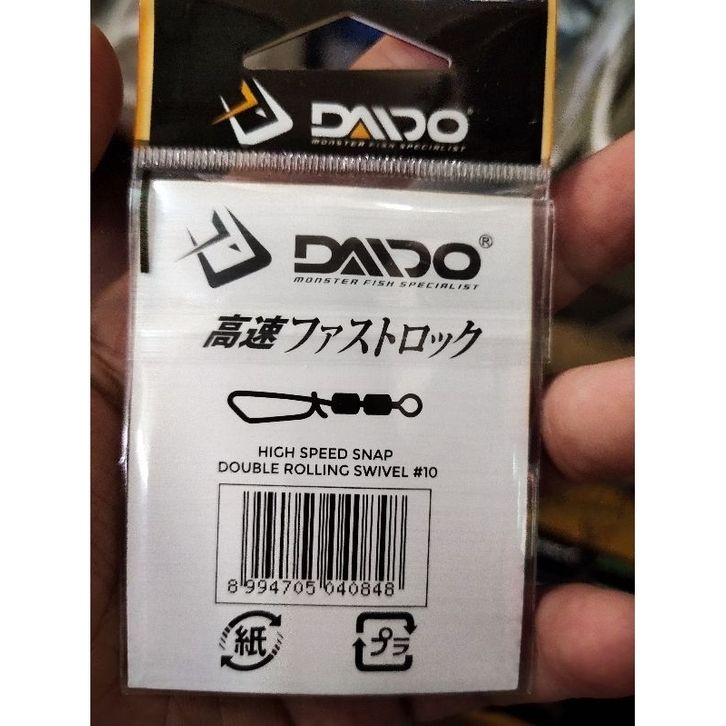 DAIDO
MONSTER FISH SPECIALIST
DAIDO®
MONSTER FISH SPECIALIST
高速ファストロック
HIGH SPEED SNAP
DOUBLE ROLLING SWIVEL #10
8 994705 040848
紙
プラ